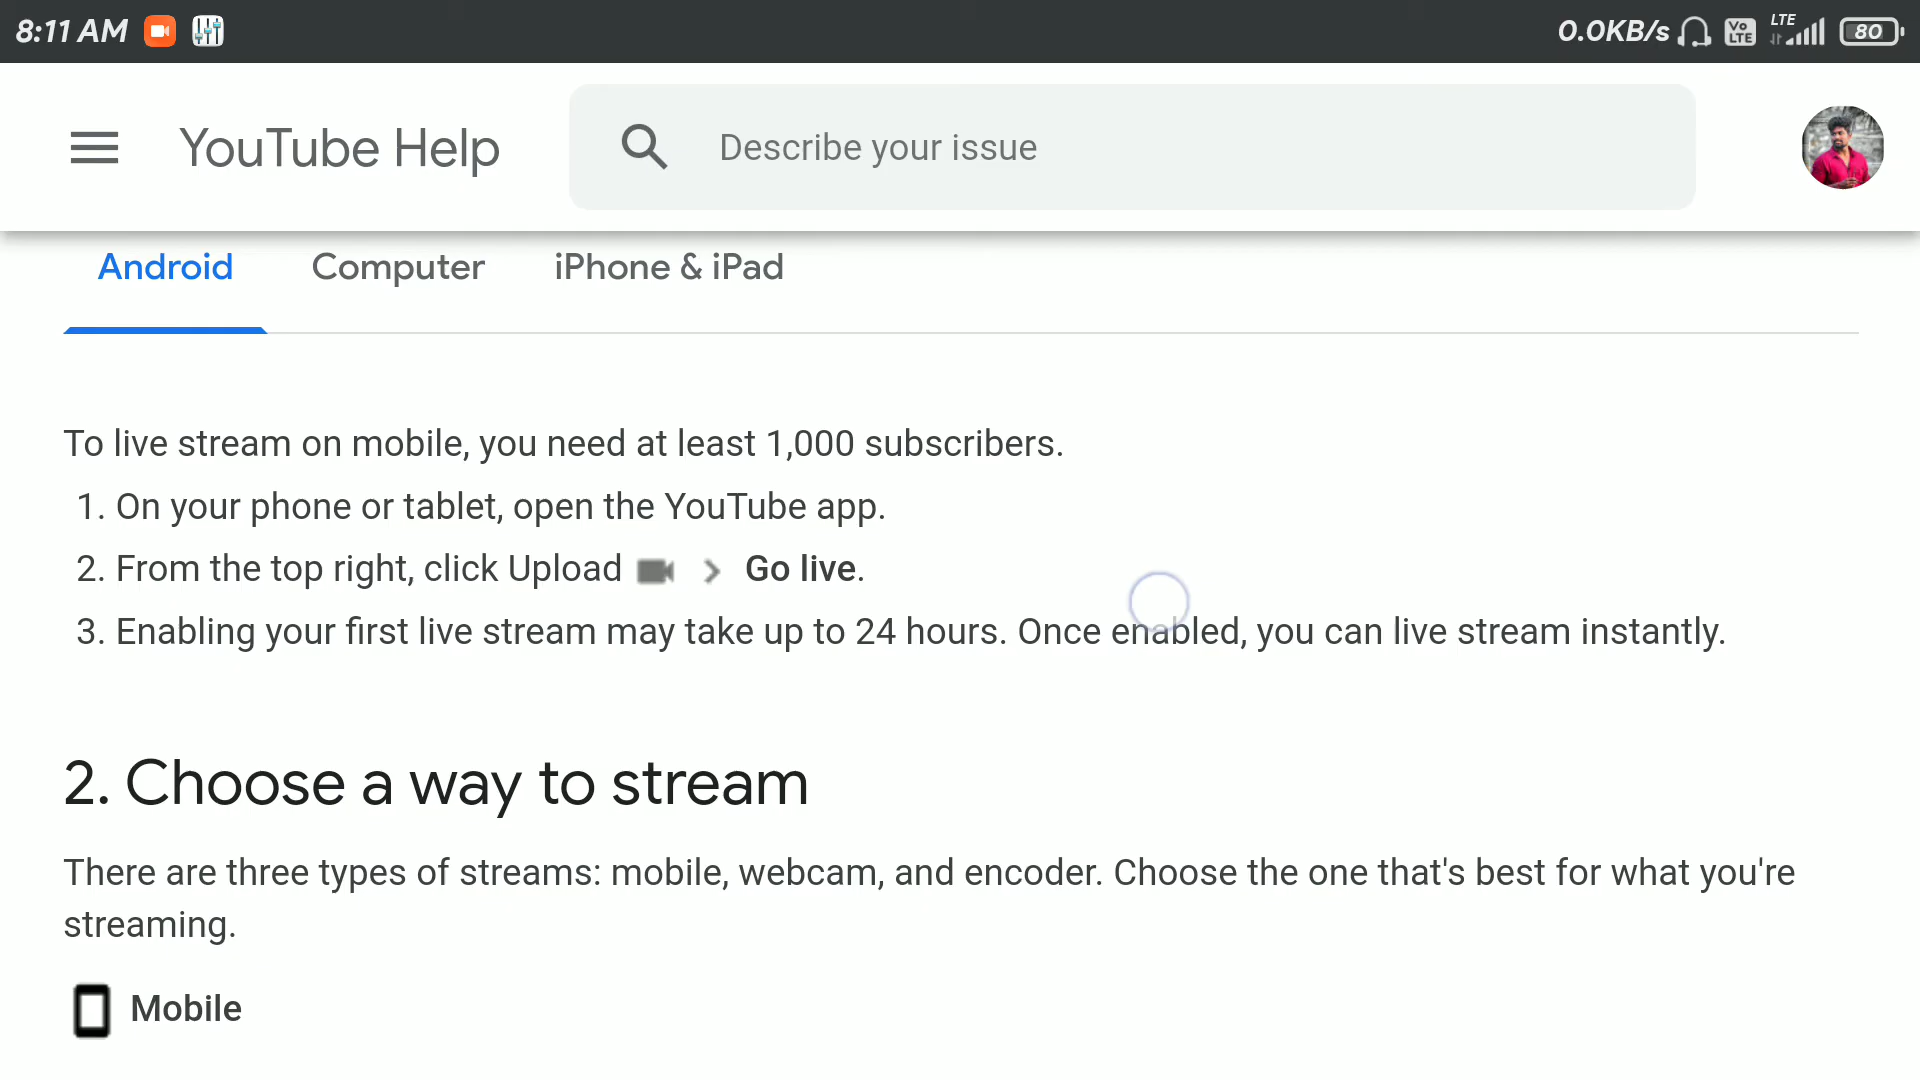 8:11 AM 0.0KB/s Vo LTE LTE 80
YouTube Help Describe your issue
Android Computer iPhone & iPad
To live stream on mobile, you need at least 1,000 subscribers.
1. On your phone or tablet, open the YouTube app.
2. From the top right, click Upload > Go live.
3. Enabling your first live stream may take up to 24 hours. Once enabled, you can live stream instantly.
2. Choose a way to stream
There are three types of streams: mobile, webcam, and encoder. Choose the one that's best for what you're
streaming.
Mobile